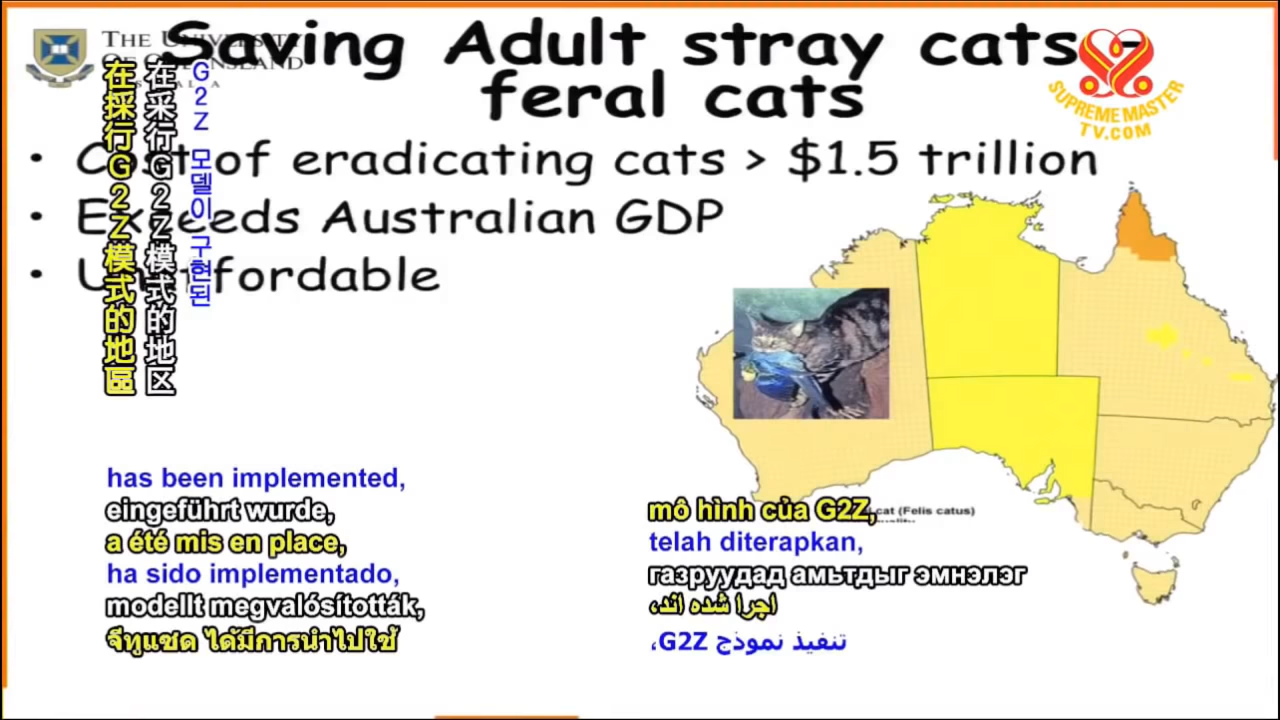 THE UNIVERSITY
OF QUEENSLAND
AUSTRALIA
Saving Adult stray cats -
feral cats
SUPREME MASTER
TV.COM
• Cost of eradicating cats > $1.5 trillion
• Exceeds Australian GDP
• Unaffordable
在採行G2Z模式的地區
在采行G2Z模式的地区
G2Z 모델이 구현된
cat (Felis catus)
has been implemented,
eingeführt wurde,
a été mis en place,
ha sido implementado,
modellt megvalósították,
จีทูแซด ได้มีการนำไปใช้
mô hình của G2Z,
telah diterapkan,
газруудад амьтдыг эмнэлэг
اجرا شده اند،
تنفيذ نموذج G2Z،